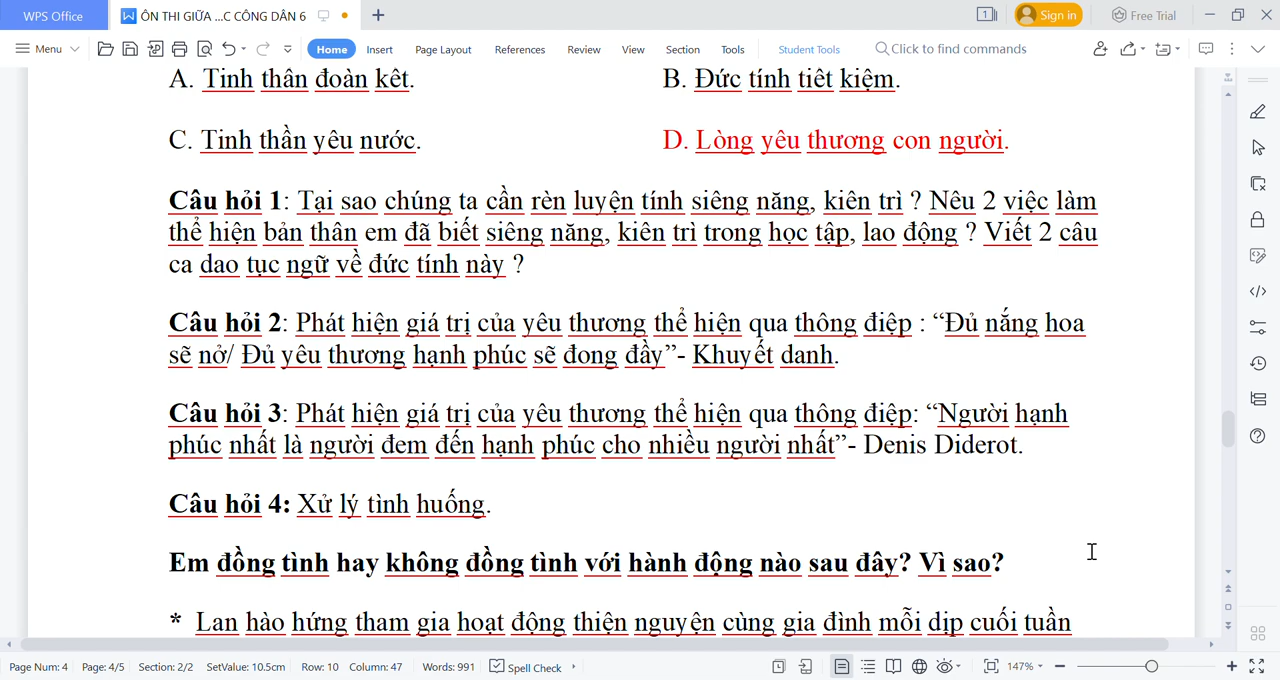 WPS Office
ÔN THI GIỮA ...C CÔNG DÂN 6
1
Sign in
Free Trial
Menu
Home Insert Page Layout References Review View Section Tools Student Tools Click to find commands
A. Tinh thần đoàn kết. B. Đức tính tiết kiệm.
C. Tinh thần yêu nước. D. Lòng yêu thương con người.
Câu hỏi 1: Tại sao chúng ta cần rèn luyện tính siêng năng, kiên trì ? Nêu 2 việc làm
thể hiện bản thân em đã biết siêng năng, kiên trì trong học tập, lao động ? Viết 2 câu
ca dao tục ngữ về đức tính này ?
Câu hỏi 2: Phát hiện giá trị của yêu thương thể hiện qua thông điệp : “Đủ nắng hoa
sẽ nở/ Đủ yêu thương hạnh phúc sẽ đong đầy”- Khuyết danh.
Câu hỏi 3: Phát hiện giá trị của yêu thương thể hiện qua thông điệp: “Người hạnh
phúc nhất là người đem đến hạnh phúc cho nhiều người nhất”- Denis Diderot.
Câu hỏi 4: Xử lý tình huống.
Em đồng tình hay không đồng tình với hành động nào sau đây? Vì sao?
* Lan hào hứng tham gia hoạt động thiện nguyện cùng gia đình mỗi dịp cuối tuần
Page Num: 4 Page: 4/5 Section: 2/2 SetValue: 10.5cm Row: 10 Column: 47 Words: 991 Spell Check 147%